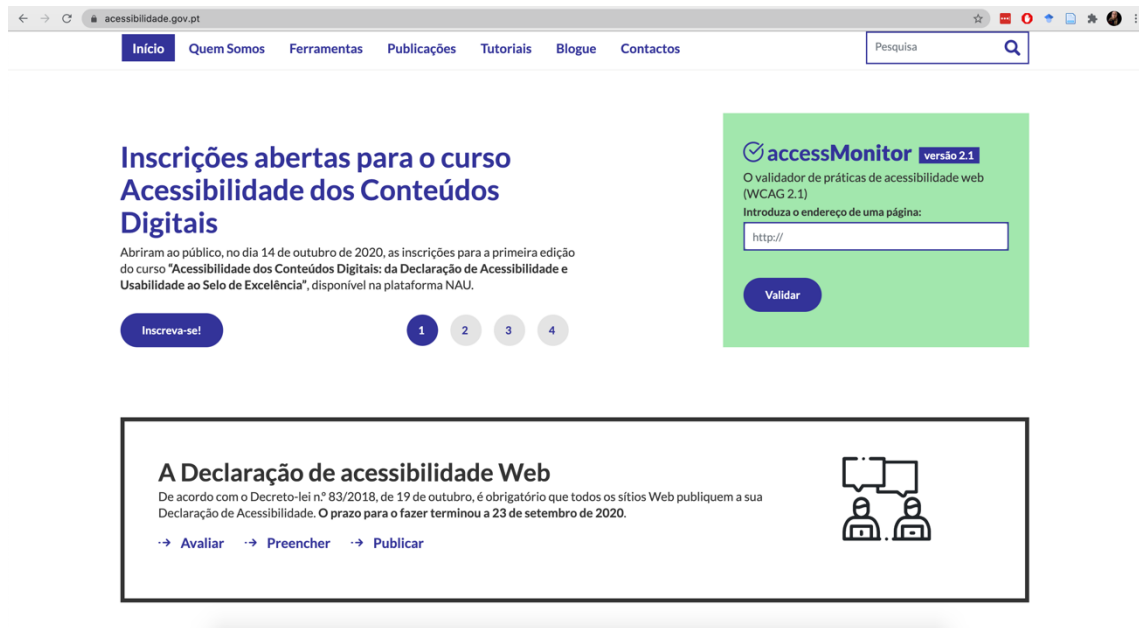 acessibilidade.gov.pt
Início Quem Somos Ferramentas Publicações Tutoriais Blogue Contactos
Pesquisa
Inscrições abertas para o curso
Acessibilidade dos Conteúdos
Digitais
Abriram ao público, no dia 14 de outubro de 2020, as inscrições para a primeira edição
do curso "Acessibilidade dos Conteúdos Digitais: da Declaração de Acessibilidade e
Usabilidade ao Selo de Excelência", disponível na plataforma NAU.
Inscreva-se!
1 2 3 4
accessMonitor versão 2.1
O validador de práticas de acessibilidade web
(WCAG 2.1)
Introduza o endereço de uma página:
http://
Validar
A Declaração de acessibilidade Web
De acordo com o Decreto-lei n.º 83/2018, de 19 de outubro, é obrigatório que todos os sítios Web publiquem a sua
Declaração de Acessibilidade. O prazo para o fazer terminou a 23 de setembro de 2020.
Avaliar Preencher Publicar